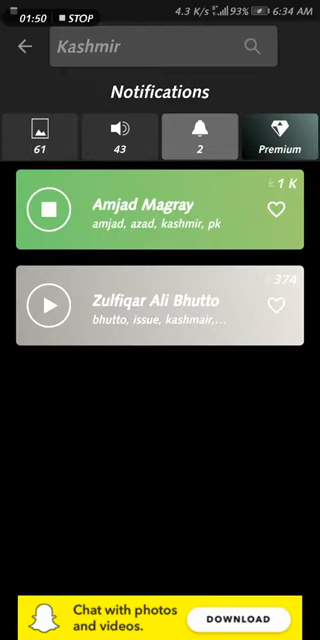 01:50 STOP 4.3 K/s 93% 6:34 AM
Kashmir
Notifications
61 43 2 Premium
1 K
Amjad Magray
amjad, azad, kashmir, pk
374
Zulfiqar Ali Bhutto
bhutto, issue, kashmair,...
Chat with photos
and videos.
DOWNLOAD